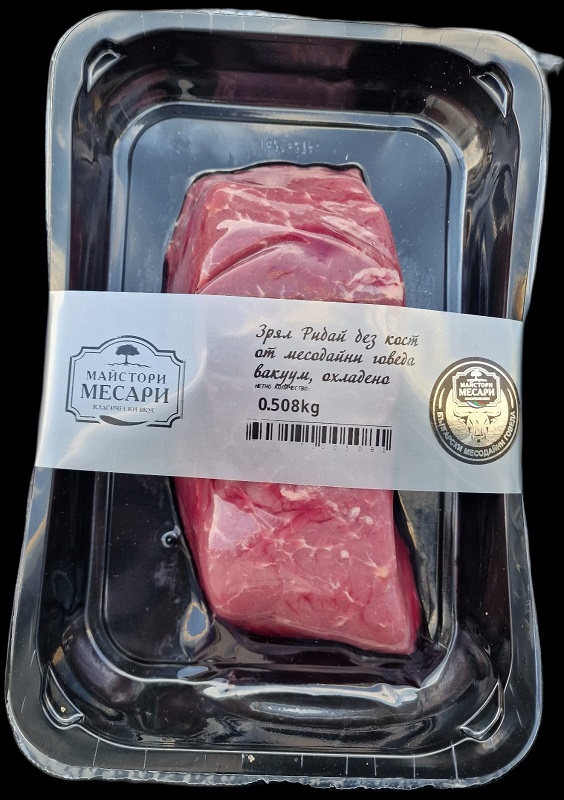 Зрял Рибай без кост
от месодайни говеда
вакуум, охладено
НЕТНО КОЛИЧЕСТВО:
0.508kg
МАЙСТОРИ
МЕСАРИ
КЛАСИЧЕСКИ ВКУС
МАЙСТОРИ
МЕСАРИ
БЪЛГАРСКИ МЕСОДАЙНИ ГОВЕДА